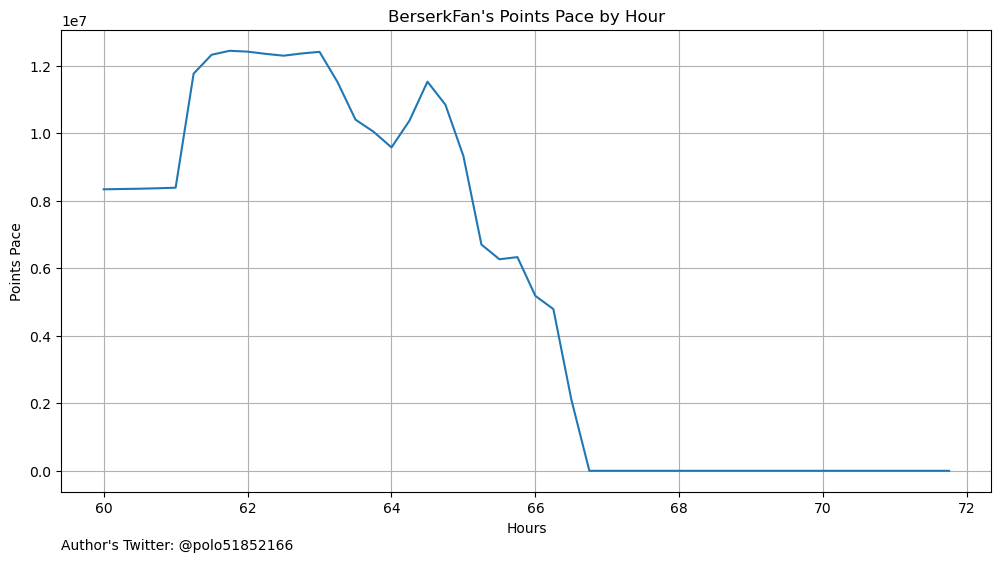 BerserkFan's Points Pace by Hour
1e7
1.2
1.0
0.8
0.6
0.4
0.2
0.0
Points Pace
60 62 64 66 68 70 72
Hours
Author's Twitter: @polo51852166